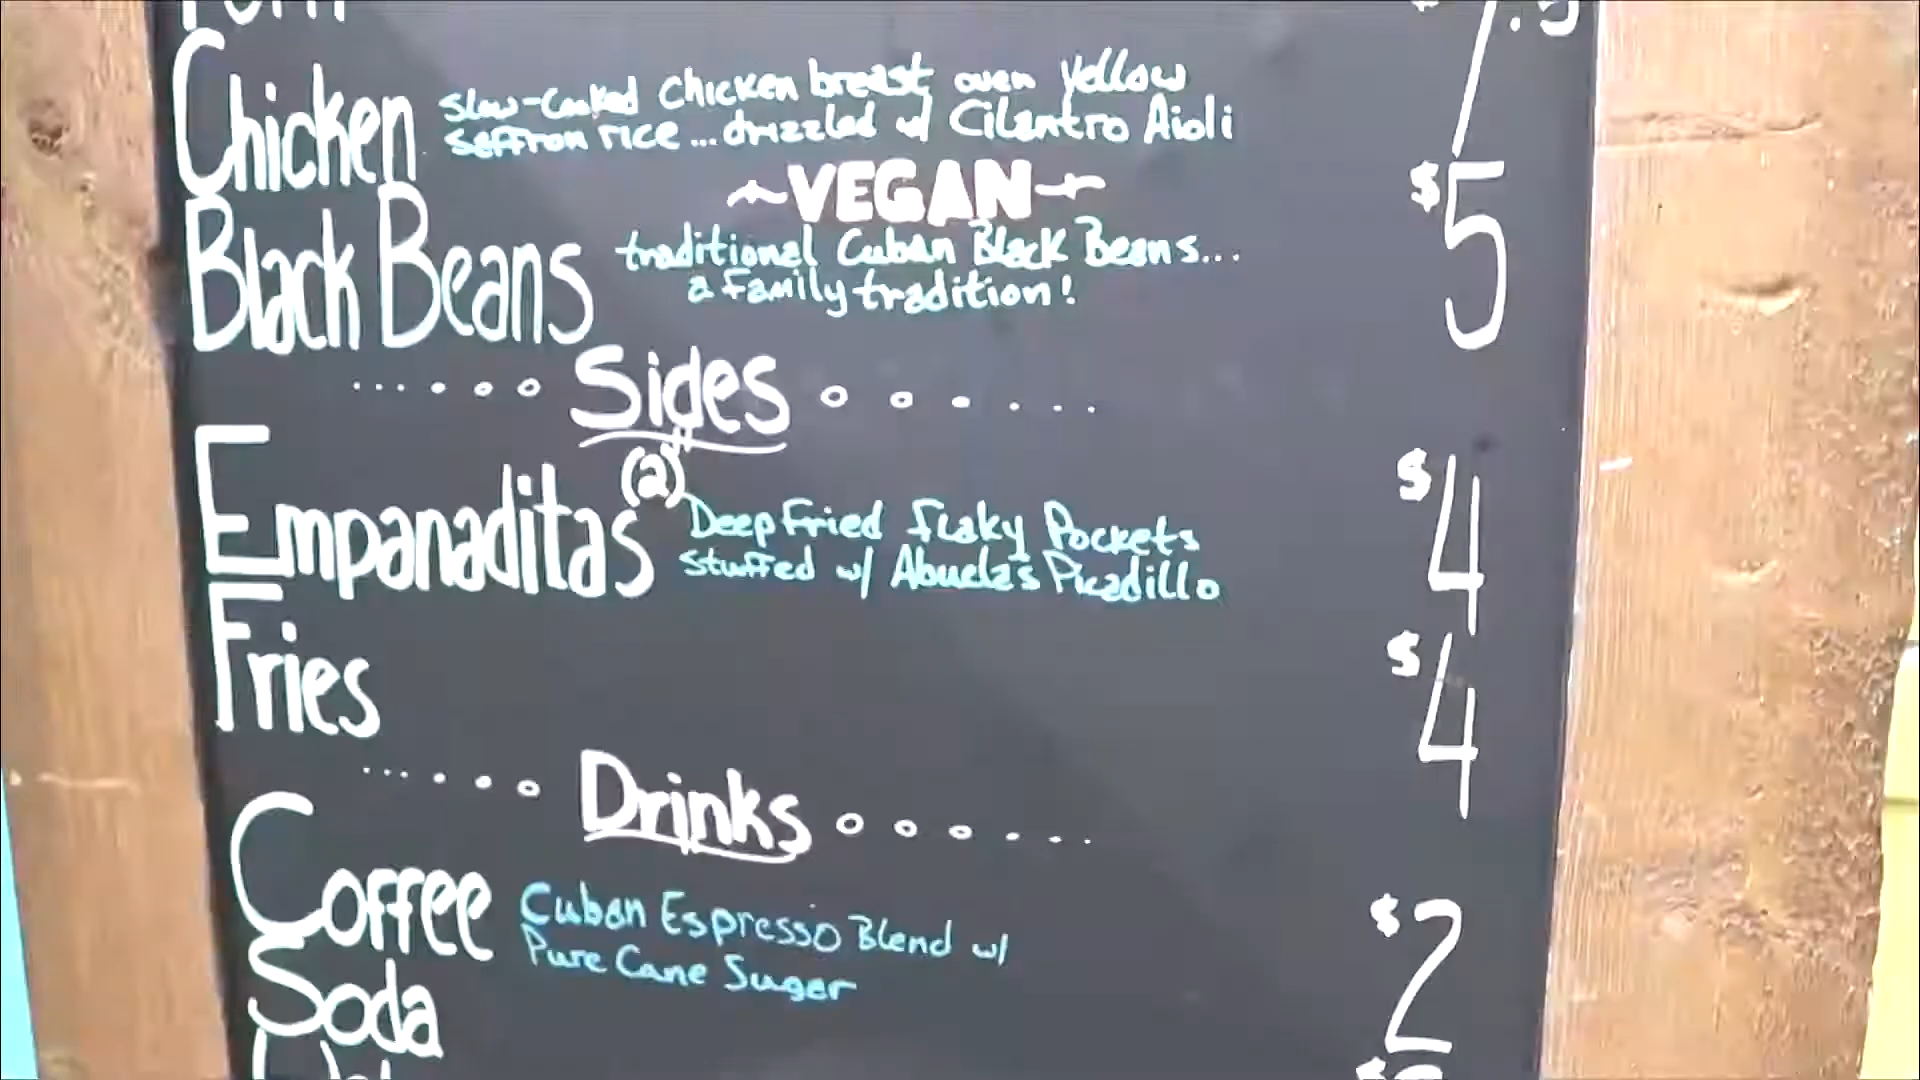 Chicken slow-cooked Chicken breast over yellow
saffron rice...drizzled w/ Cilantro Aioli
~VEGAN~
Black Beans traditional Cuban Black Beans... $5
a family tradition!
Sides
Empanaditas (2) Deep Fried flaky Pockets $4
stuffed w/ Abuela's Picadillo
Fries $4
Drinks
Coffee Cuban Espresso Blend w/ $2
Pure Cane Sugar
Soda